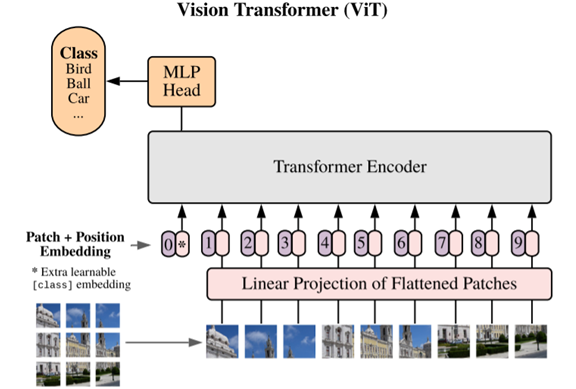 Vision Transformer (ViT)
Class
Bird
Ball
Car
...
MLP
Head
Transformer Encoder
Patch + Position
Embedding
0 * 1 2 3 4 5 6 7 8 9
* Extra learnable
[class] embedding
Linear Projection of Flattened Patches